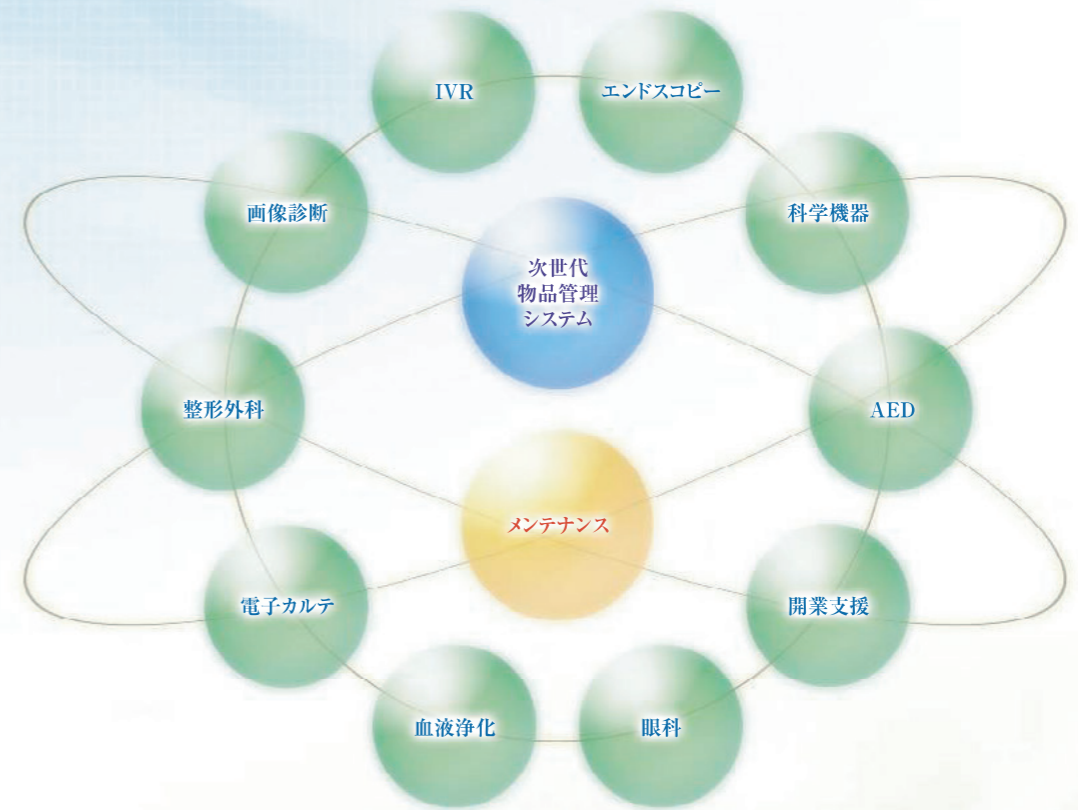 IVR
エンドスコピー
画像診断
科学機器
次世代
物品管理
システム
整形外科
AED
メンテナンス
電子カルテ
開業支援
血液浄化
眼科